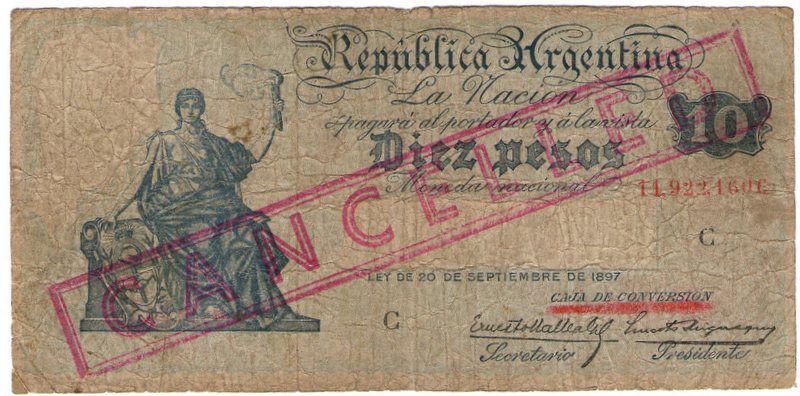 República Argentina
La Nación
pagará al portador y á la vista
Diez pesos
10
Moneda nacional
11,922,160C
C
CANCELLED
LEY DE 20 DE SEPTIEMBRE DE 1897
CAJA DE CONVERSION
C
Secretario
Presidente